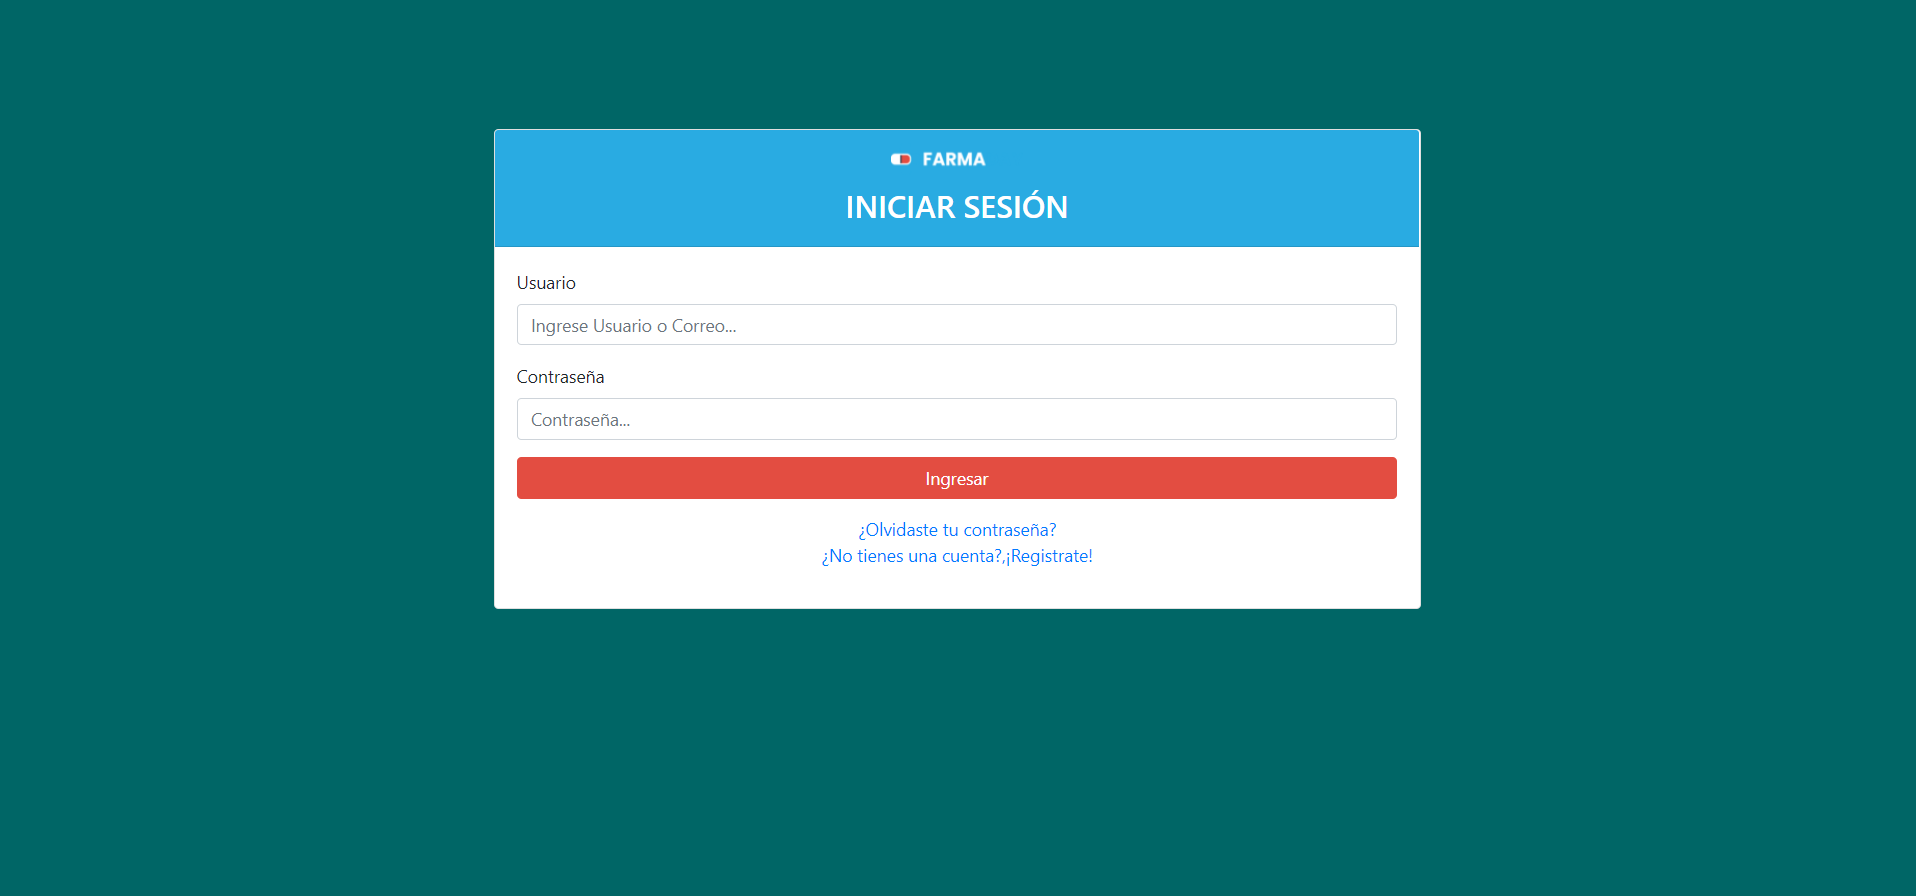 FARMA
INICIAR SESIÓN
Usuario
Ingrese Usuario o Correo...
Contraseña
Contraseña...
Ingresar
¿Olvidaste tu contraseña?
¿No tienes una cuenta?,¡Registrate!